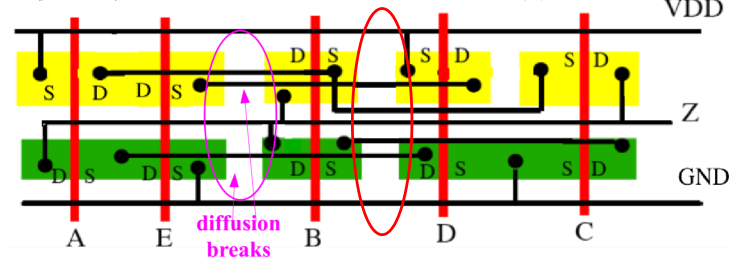 VDD
D S S D S D
S D D S
Z
D S D S D S D S S D
GND
diffusion
breaks
A E B D C